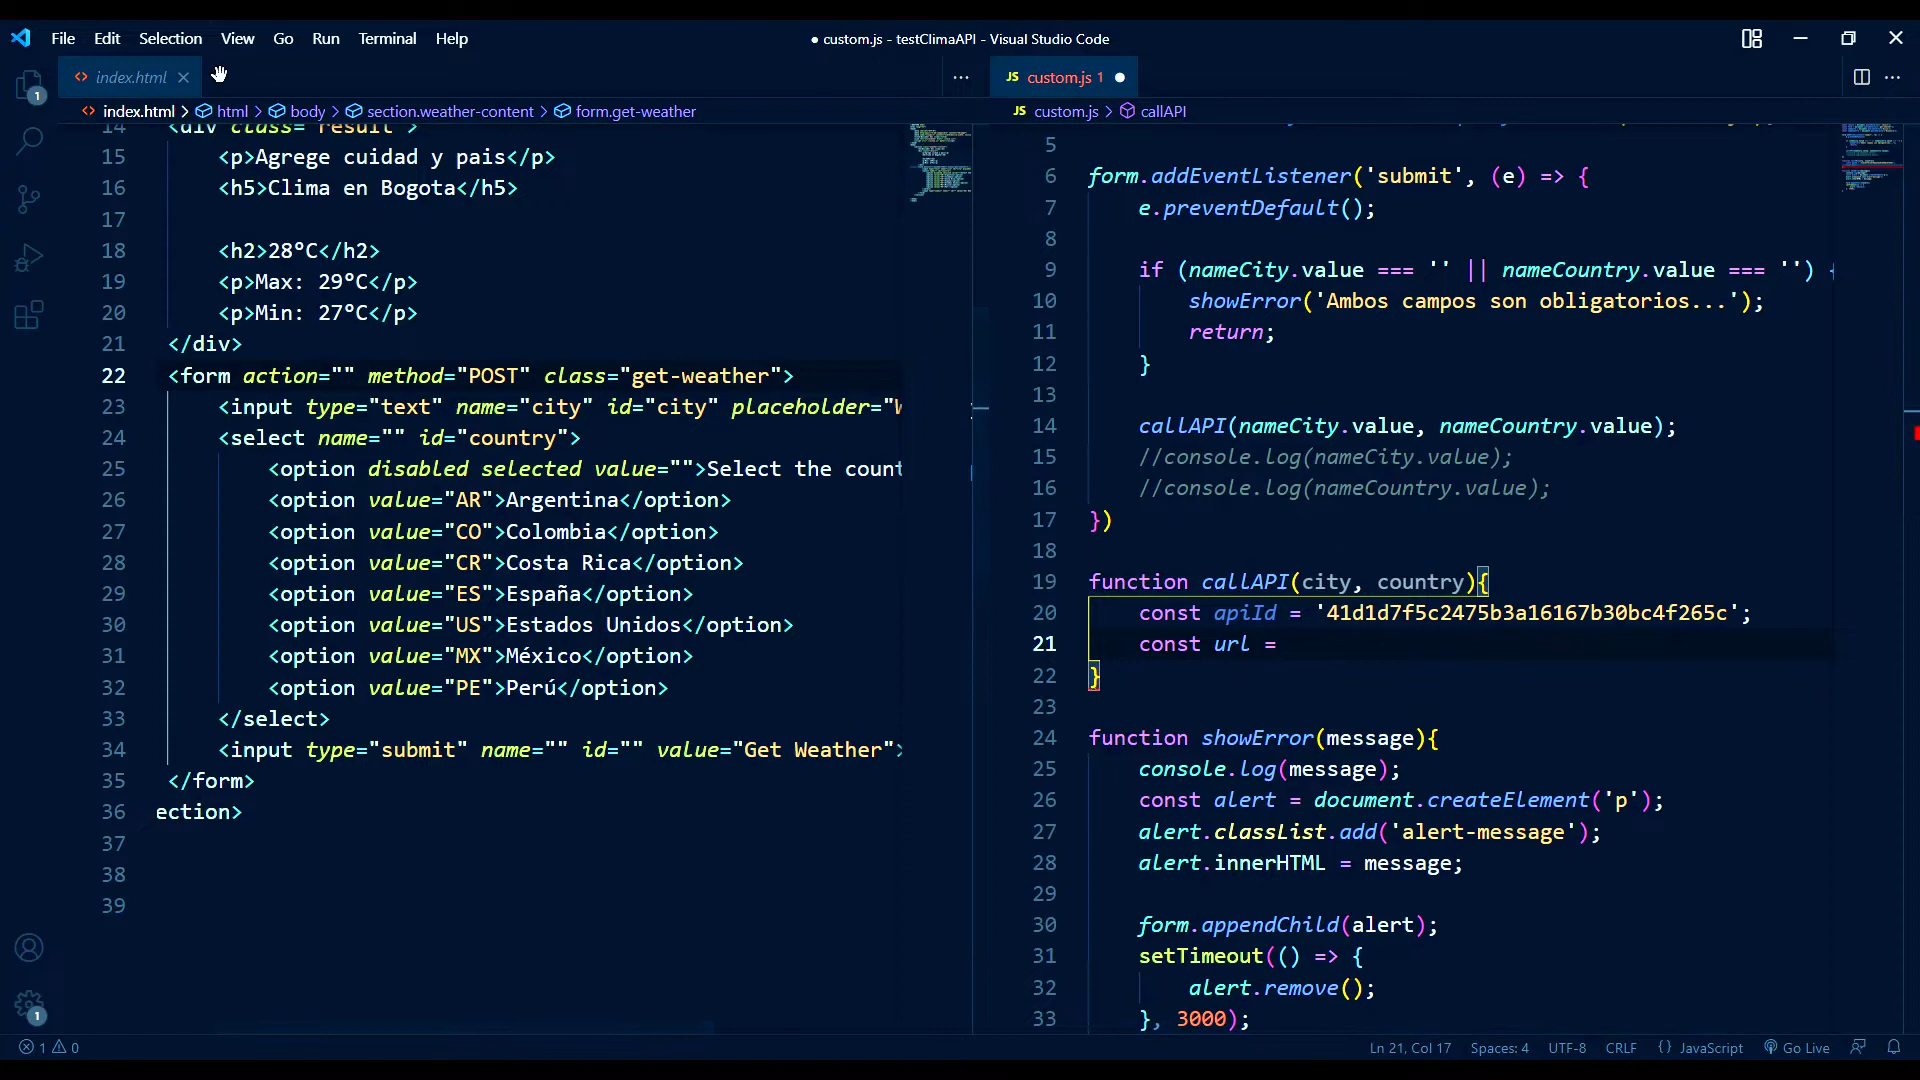 File Edit Selection View Go Run Terminal Help
● custom.js - testClimaAPI - Visual Studio Code
index.html
index.html > html > body > section.weather-content > form.get-weather
14 <div class="result">
15 <p>Agrege cuidad y pais</p>
16 <h5>Clima en Bogota</h5>
17
18 <h2>28°C</h2>
19 <p>Max: 29°C</p>
20 <p>Min: 27°C</p>
21 </div>
22 <form action="" method="POST" class="get-weather">
23 <input type="text" name="city" id="city" placeholder="W
24 <select name="" id="country">
25 <option disabled selected value="">Select the count
26 <option value="AR">Argentina</option>
27 <option value="CO">Colombia</option>
28 <option value="CR">Costa Rica</option>
29 <option value="ES">España</option>
30 <option value="US">Estados Unidos</option>
31 <option value="MX">México</option>
32 <option value="PE">Perú</option>
33 </select>
34 <input type="submit" name="" id="" value="Get Weather">
35 </form>
36 ection>
37
38
39
JS custom.js 1 ●
JS custom.js > callAPI
5
6 form.addEventListener('submit', (e) => {
7 e.preventDefault();
8
9 if (nameCity.value === '' || nameCountry.value === '') {
10 showError('Ambos campos son obligatorios...');
11 return;
12 }
13
14 callAPI(nameCity.value, nameCountry.value);
15 //console.log(nameCity.value);
16 //console.log(nameCountry.value);
17 })
18
19 function callAPI(city, country){
20 const apiId = '41d1d7f5c2475b3a16167b30bc4f265c';
21 const url =
22 }
23
24 function showError(message){
25 console.log(message);
26 const alert = document.createElement('p');
27 alert.classList.add('alert-message');
28 alert.innerHTML = message;
29
30 form.appendChild(alert);
31 setTimeout(() => {
32 alert.remove();
33 }, 3000);
1
1
1 0
Ln 21, Col 17 Spaces: 4 UTF-8 CRLF {} JavaScript Go Live